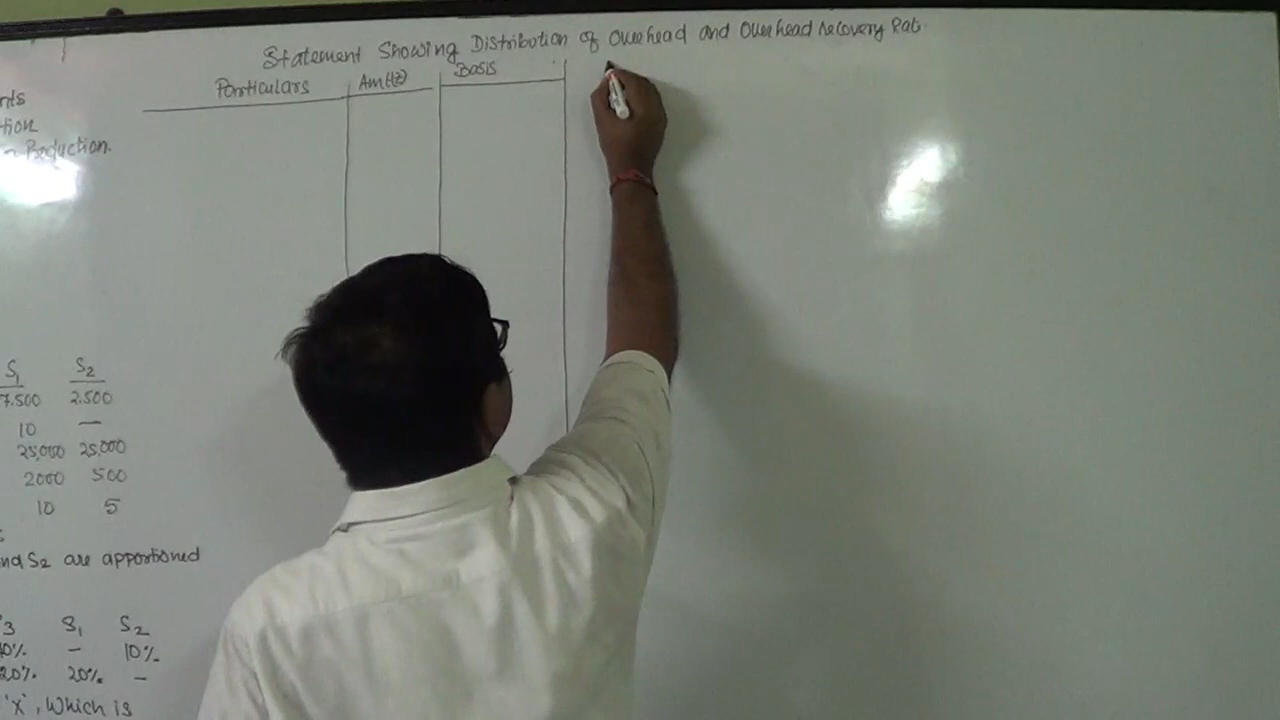 Statement Showing Distribution of Overhead and Overhead recovery Rat
Particulars Amt(₹) Basis
nts
tion
Production.
S1 S2
7.500 2.500
10 —
25,000 25,000
2000 500
10 5
nd S2 are apportioned
3 S1 S2
0% - 10%
20% 20% -
'x', Which is